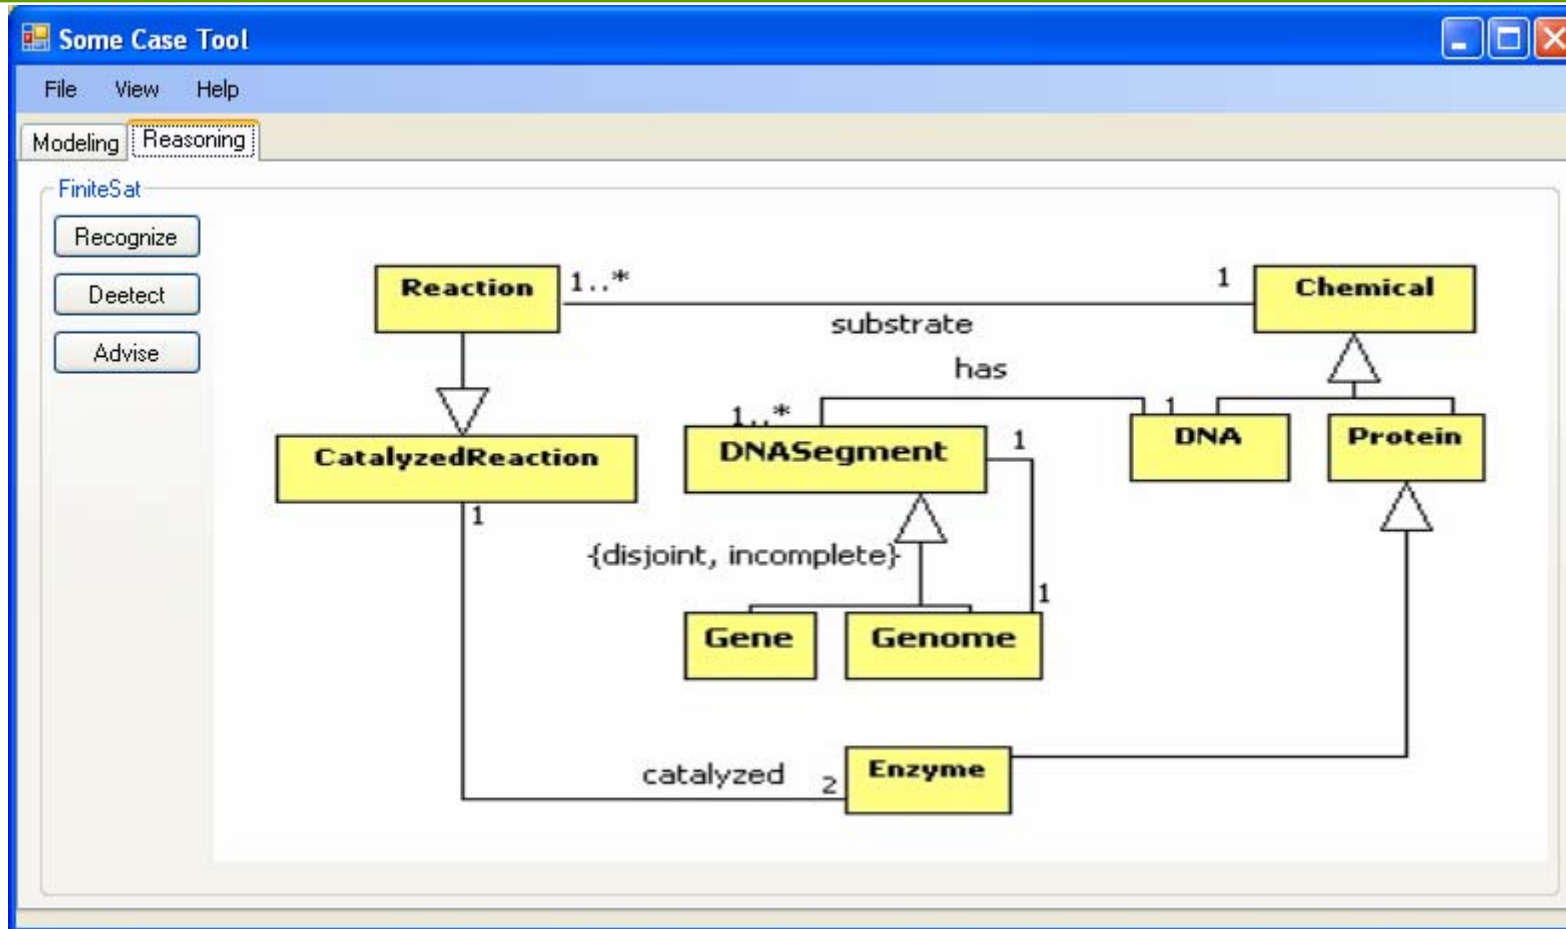 Some Case Tool
File View Help
Modeling Reasoning
FiniteSat
Recognize
Deetect
Advise
Reaction 1..* 1 Chemical
substrate
has
1..* 1
CatalyzedReaction DNASegment 1 DNA Protein
1
{disjoint, incomplete}
1
Gene Genome
catalyzed 2 Enzyme